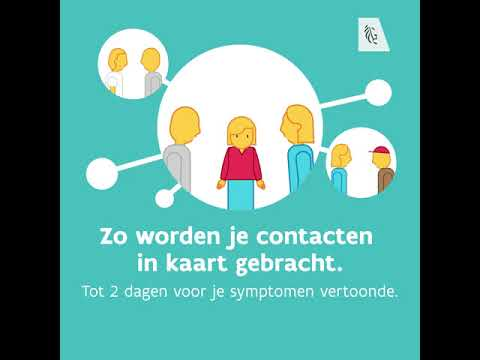 Zo worden je contacten
in kaart gebracht.
Tot 2 dagen voor je symptomen vertoonde.